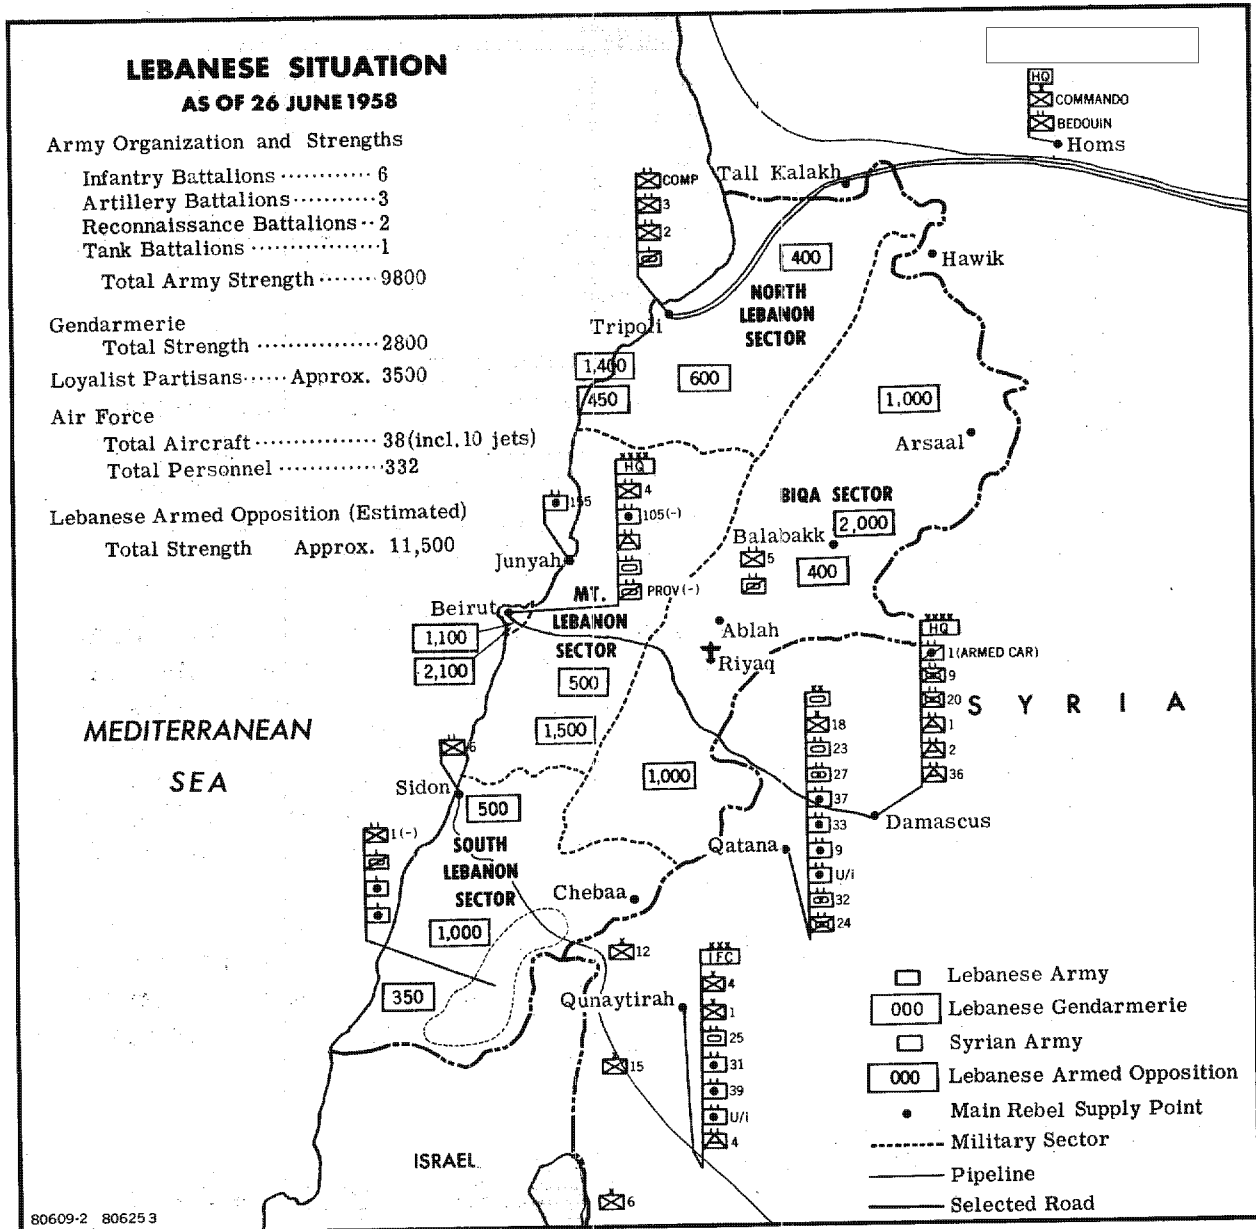 LEBANESE SITUATION
AS OF 26 JUNE 1958
Army Organization and Strengths
Infantry Battalions ............ 6
Artillery Battalions .......... 3
Reconnaissance Battalions .. 2
Tank Battalions ................ 1
Total Army Strength ....... 9800
Gendarmerie
Total Strength ............... 2800
Loyalist Partisans ...... Approx. 3500
Air Force
Total Aircraft ............... 38 (incl. 10 jets)
Total Personnel ............ 332
Lebanese Armed Opposition (Estimated)
Total Strength Approx. 11,500
HQ
COMMANDO
BEDOUIN
Homs
COMP
3
2
Tall Kalakh
Hawik
400
NORTH
LEBANON
SECTOR
Tripoli
1,400
450
600
1,000
Arsaal
HQ
4
105(-)
PROV(-)
Junyah
BIQA SECTOR
2,000
Balabakk
5
400
Beirut
1,100
2,100
MT.
LEBANON
SECTOR
500
1,500
Ablah
Riyaq
HQ
1(ARMED CAR)
9
20
1
2
36
SYRIA
MEDITERRANEAN
SEA
18
23
27
37
33
9
U/i
32
24
1,000
Damascus
Qatana
6
Sidon
500
SOUTH
LEBANON
SECTOR
1(-)
Chebaa
1,000
350
12
Qunaytirah
15
6
IFC
4
1
25
31
39
U/i
4
ISRAEL
Lebanese Army
000 Lebanese Gendarmerie
Syrian Army
000 Lebanese Armed Opposition
Main Rebel Supply Point
Military Sector
Pipeline
Selected Road
80609-2 80625 3